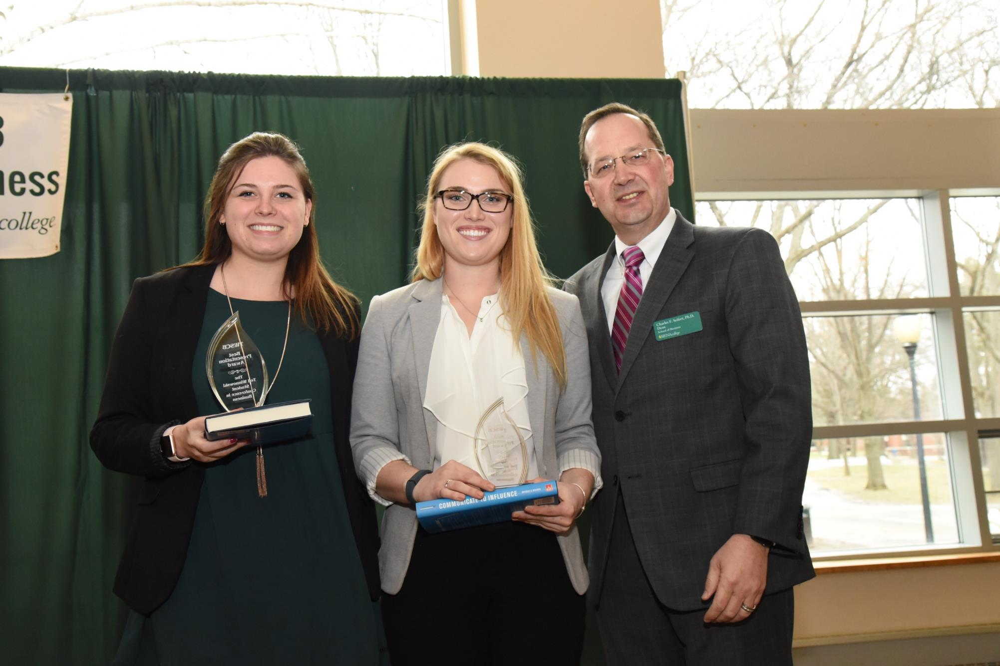 ness
college
TWSCB
Best
Presentation
Award
The
Ted Winnowski
Student
Conference in
Business
COMMUNICATE TO INFLUENCE
Charles F. Seifert, Ph.D.
Dean
School of Business
SIENAcollege